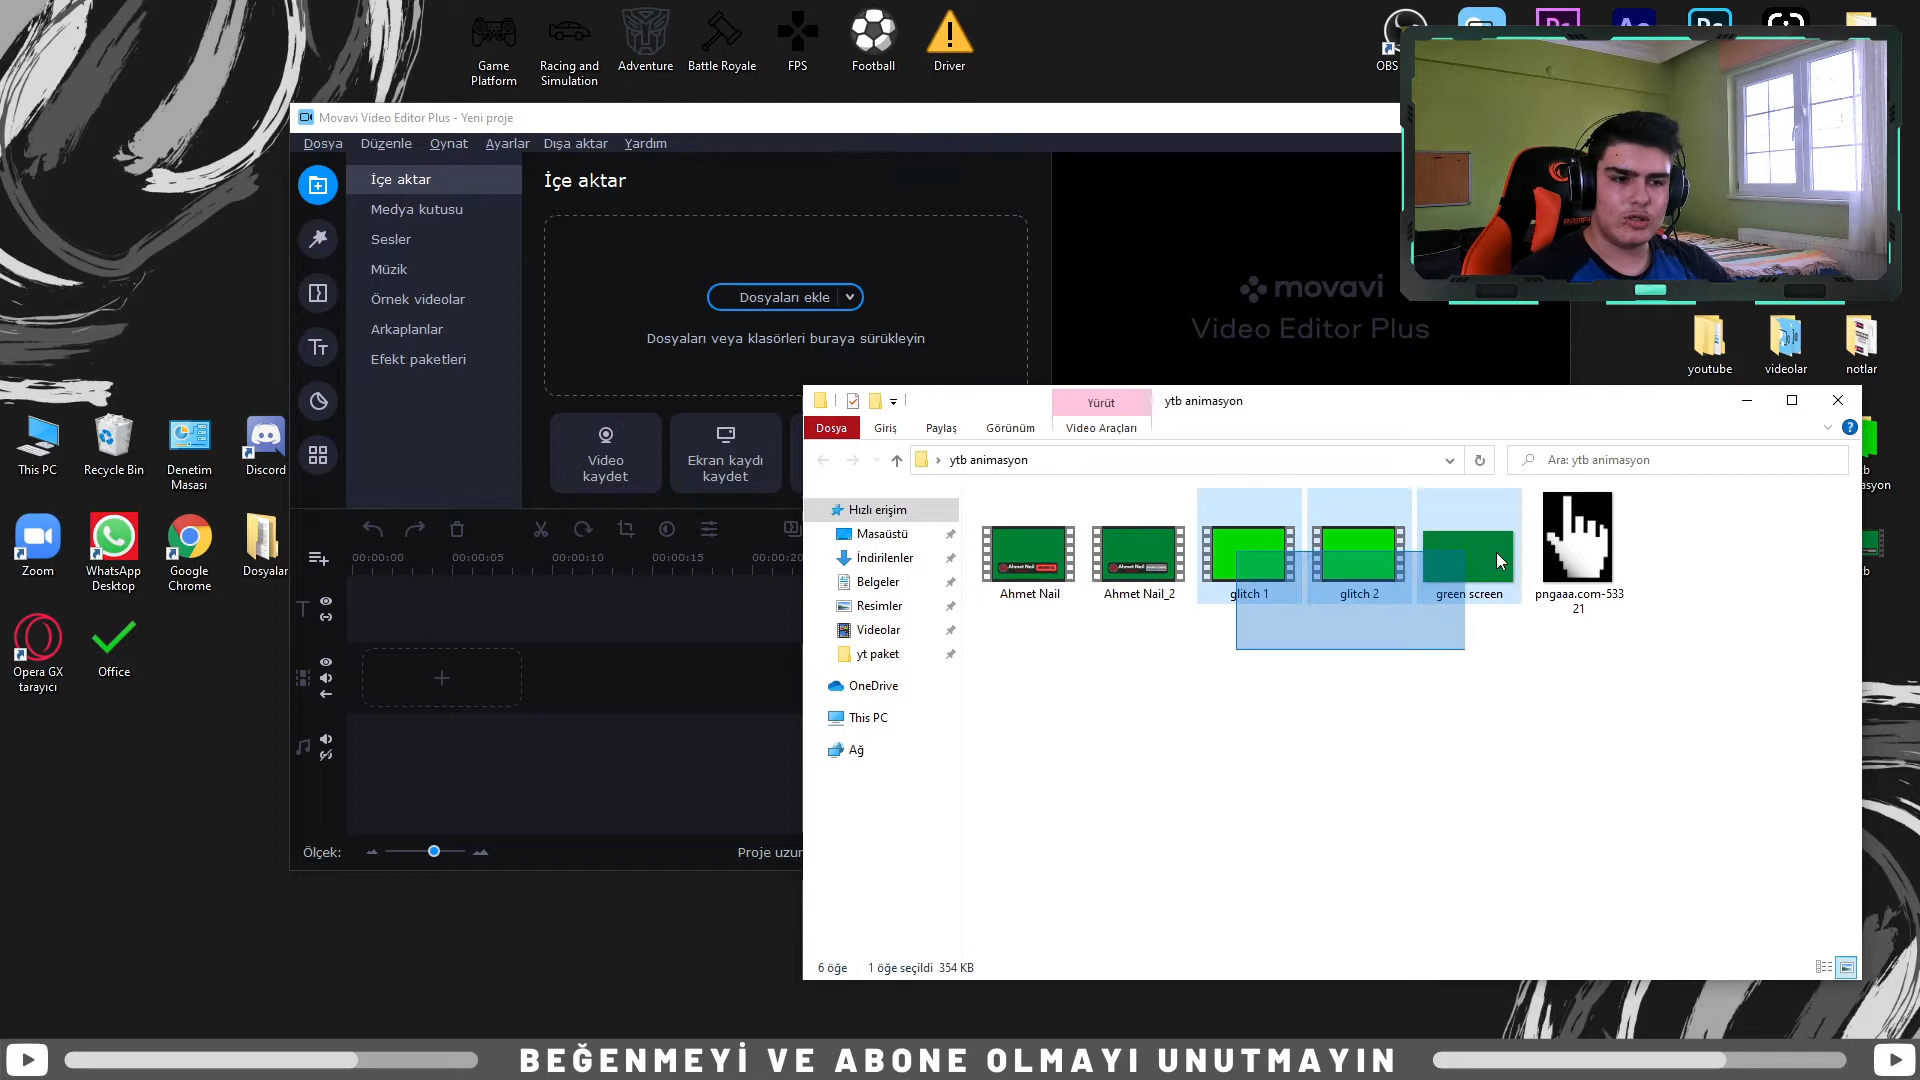 Game
Platform
Racing and
Simulation
Adventure
Battle Royale
FPS
Football
Driver
OBS
Movavi Video Editor Plus - Yeni proje
Dosya
Düzenle
Oynat
Ayarlar
Dışa aktar
Yardım
İçe aktar
Medya kutusu
Sesler
Müzik
Örnek videolar
Arkaplanlar
Efekt paketleri
İçe aktar
Dosyaları ekle
Dosyaları veya klasörleri buraya sürükleyin
Video
kaydet
Ekran kaydı
kaydet
movavi
Video Editor Plus
youtube
videolar
notlar
This PC
Recycle Bin
Denetim
Masası
Discord
Zoom
WhatsApp
Desktop
Google
Chrome
Dosyalar
Opera GX
tarayıcı
Office
00:00:00
00:00:05
00:00:10
00:00:15
00:00:20
Ölçek:
Proje uzun
Yürüt
ytb animasyon
Dosya
Giriş
Paylaş
Görünüm
Video Araçları
ytb animasyon
Ara: ytb animasyon
Hızlı erişim
Masaüstü
İndirilenler
Belgeler
Resimler
Videolar
yt paket
OneDrive
This PC
Ağ
Ahmet Nail
Ahmet Nail_2
glitch 1
glitch 2
green screen
pngaaa.com-533
21
6 öğe
1 öğe seçildi 354 KB
BEĞENMEYİ VE ABONE OLMAYI UNUTMAYIN